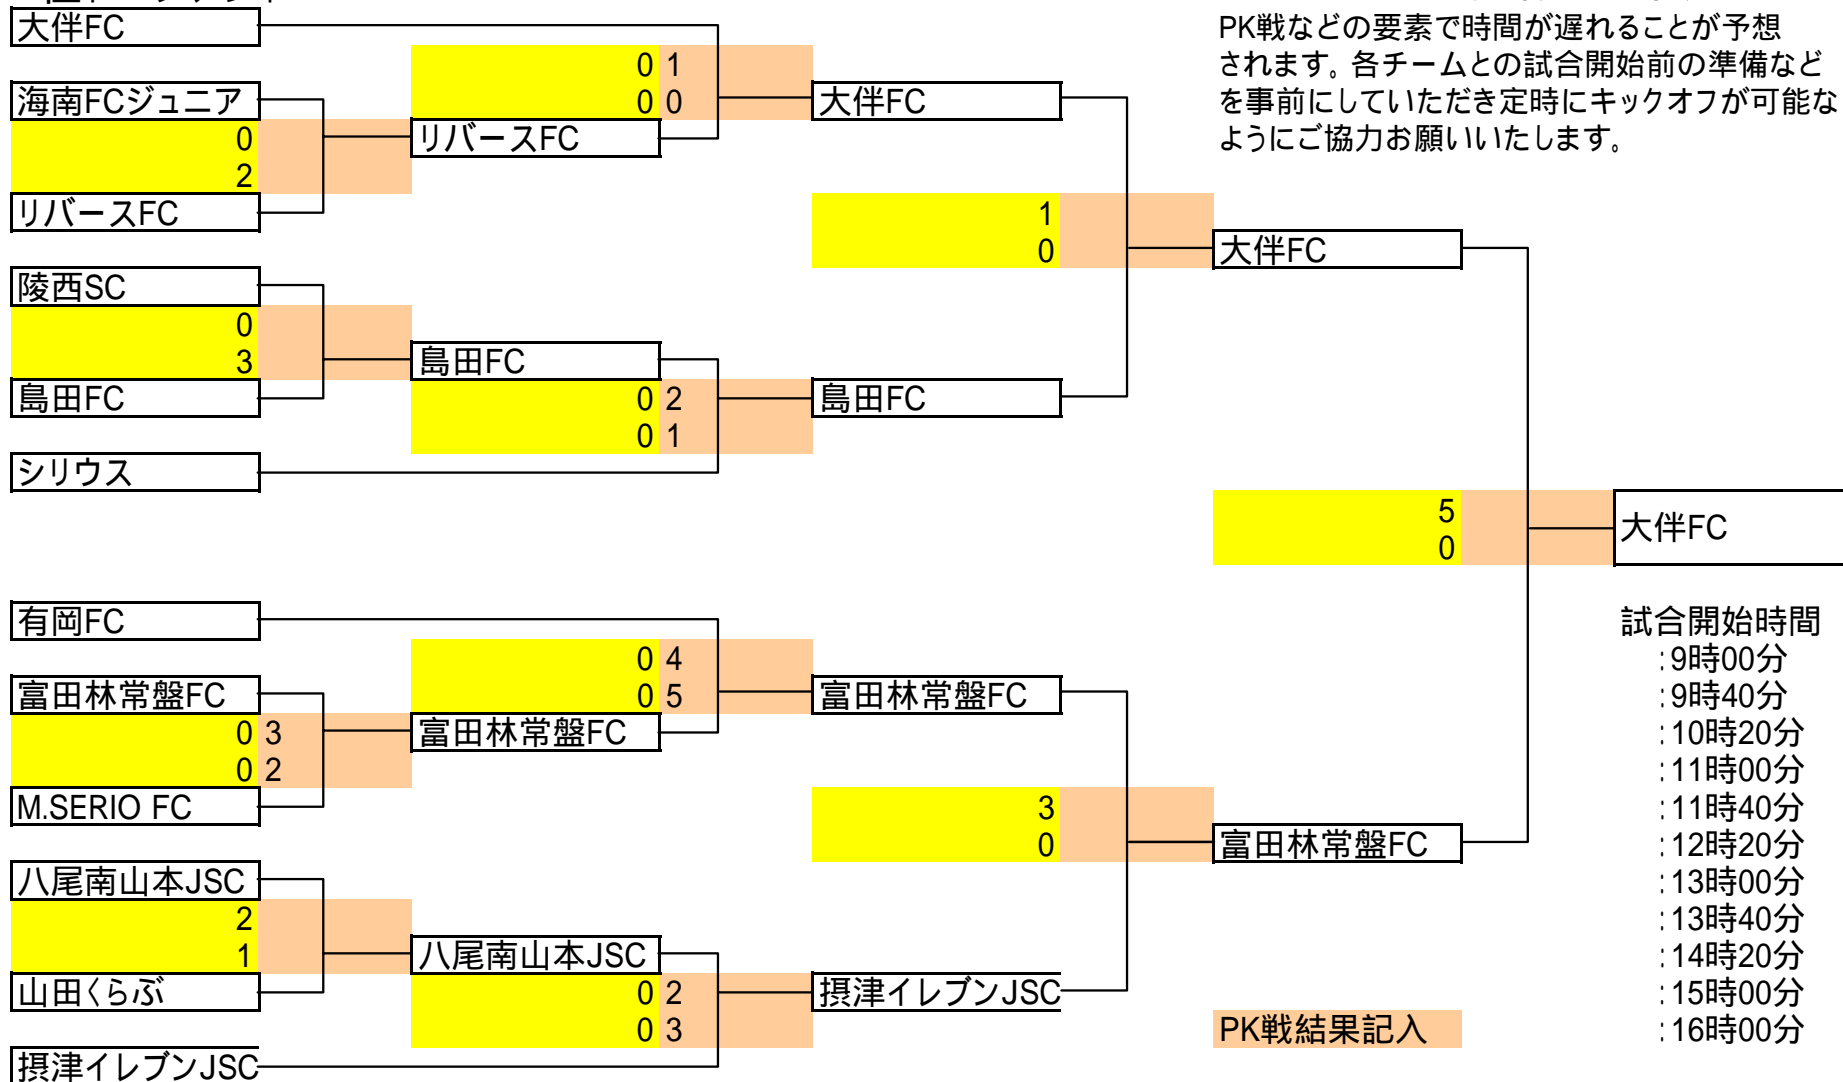 大伴FC
海南FCジュニア
0
2
リバースFC
陵西SC
0
3
島田FC
シリウス
有岡FC
富田林常盤FC
0 3
0 2
M.SERIO FC
八尾南山本JSC
2
1
山田くらぶ
摂津イレブンJSC
0 1
0 0
リバースFC
島田FC
0 2
0 1
0 4
0 5
富田林常盤FC
八尾南山本JSC
0 2
0 3
大伴FC
1
0
島田FC
富田林常盤FC
3
0
摂津イレブンJSC
PK戦などの要素で時間が遅れることが予想
されます。各チームとの試合開始前の準備など
を事前にしていただき定時にキックオフが可能な
ようにご協力お願いいたします。
大伴FC
5
0
富田林常盤FC
大伴FC
PK戦結果記入
試合開始時間
:9時00分
:9時40分
:10時20分
:11時00分
:11時40分
:12時20分
:13時00分
:13時40分
:14時20分
:15時00分
:16時00分